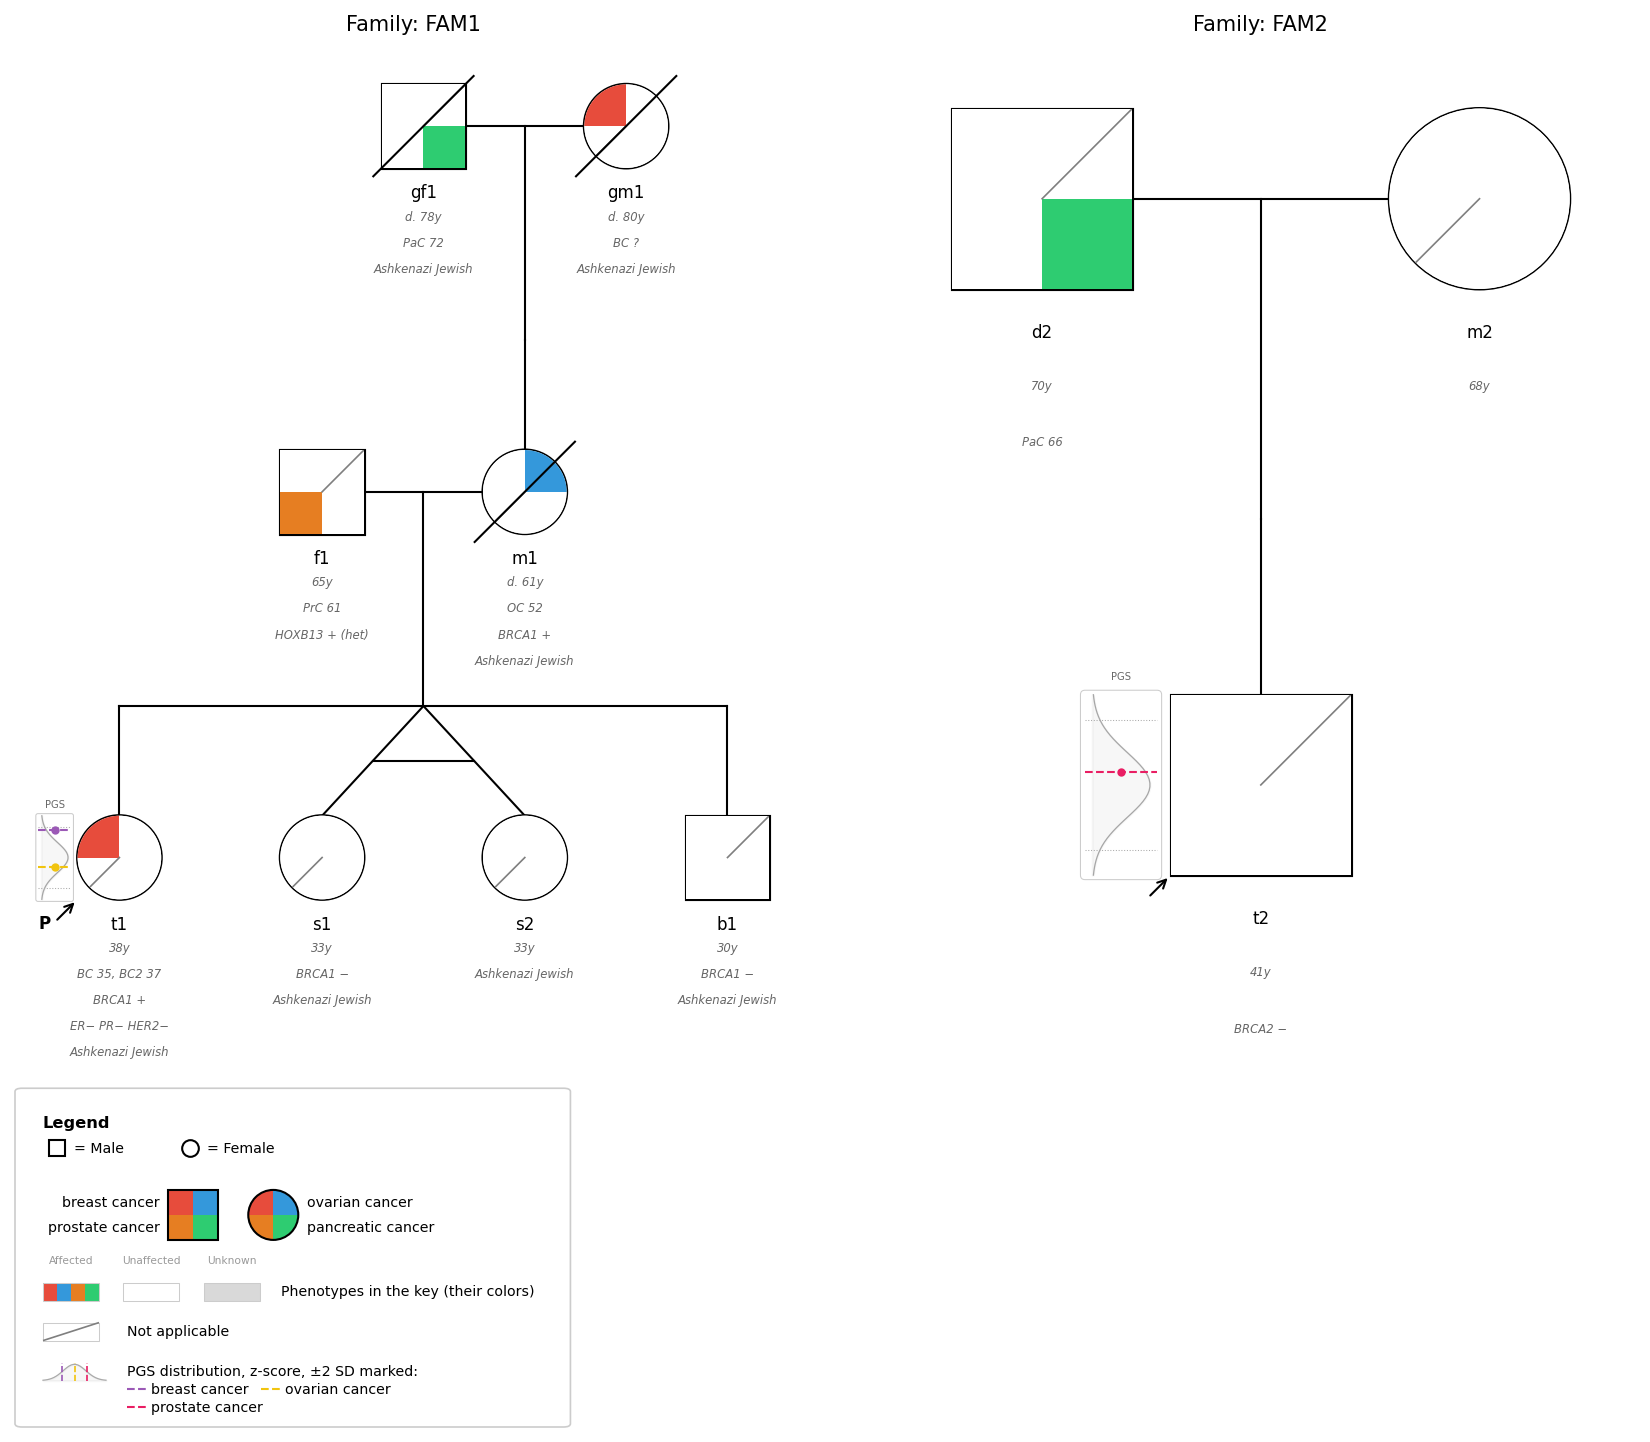 Family: FAM1
gf1
d. 78y
PaC 72
Ashkenazi Jewish
gm1
d. 80y
BC ?
Ashkenazi Jewish
f1
65y
PrC 61
HOXB13 + (het)
m1
d. 61y
OC 52
BRCA1 +
Ashkenazi Jewish
PGS
P
t1
38y
BC 35, BC2 37
BRCA1 +
ER− PR− HER2−
Ashkenazi Jewish
s1
33y
BRCA1 −
Ashkenazi Jewish
s2
33y
Ashkenazi Jewish
b1
30y
BRCA1 −
Ashkenazi Jewish
Family: FAM2
d2
70y
PaC 66
m2
68y
PGS
t2
41y
BRCA2 −
Legend
= Male
= Female
breast cancer
ovarian cancer
prostate cancer
pancreatic cancer
Affected
Unaffected
Unknown
Phenotypes in the key (their colors)
Not applicable
PGS distribution, z-score, ±2 SD marked:
breast cancer
ovarian cancer
prostate cancer